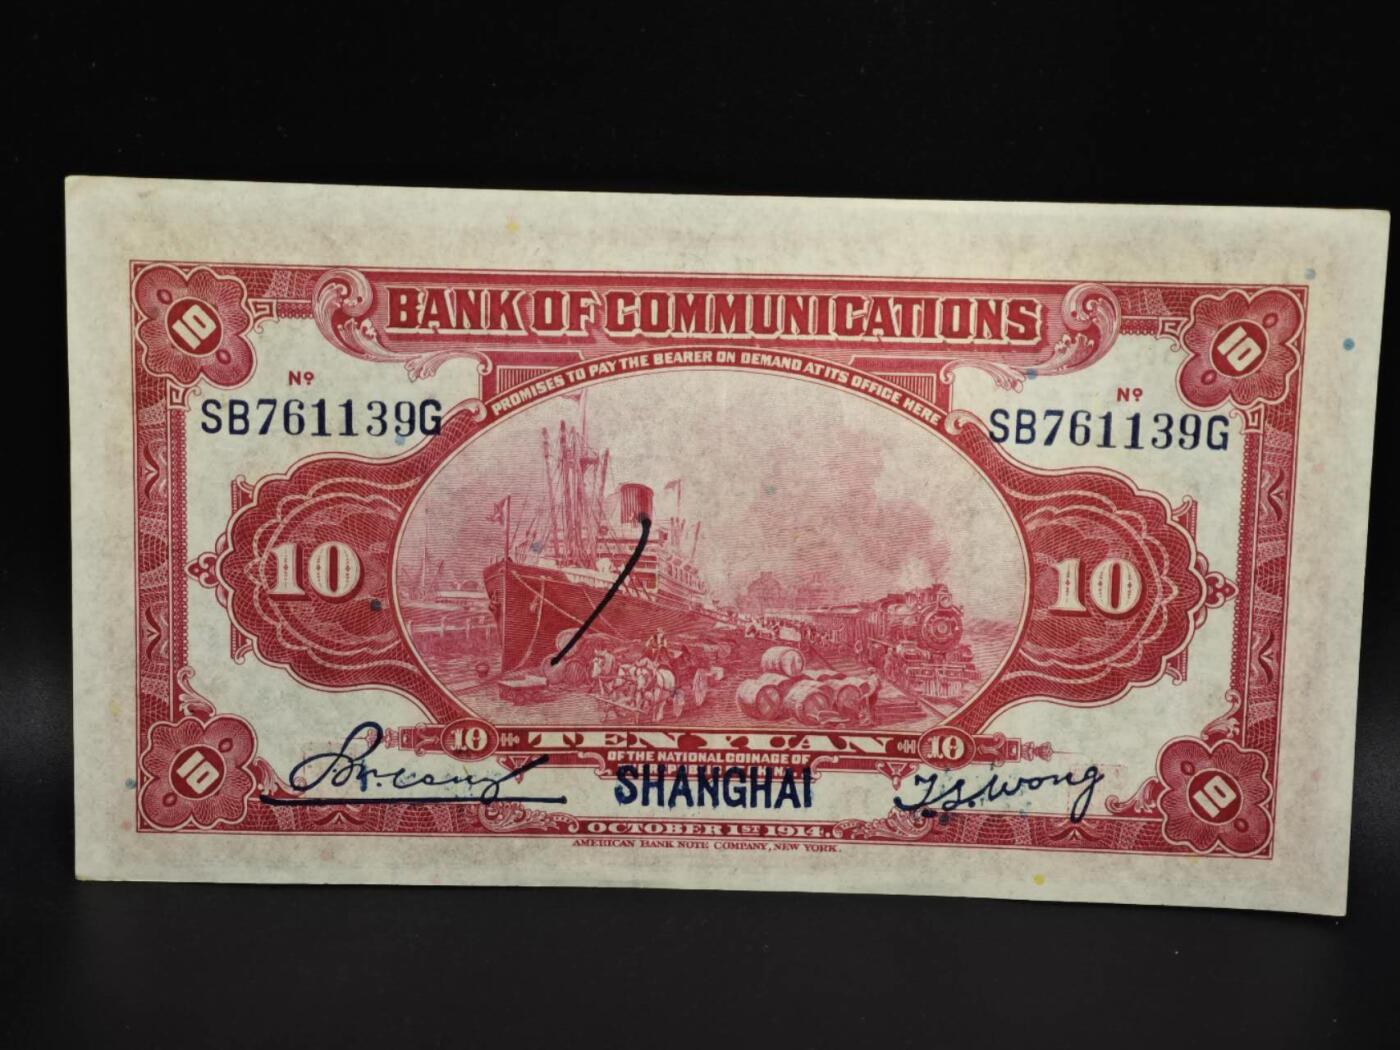 10 BANK OF COMMUNICATIONS 10
PROMISES TO PAY THE BEARER ON DEMAND AT ITS OFFICE HERE
Nº Nº
SB761139G SB761139G
10 10
10 TEN YUAN 10
OF THE NATIONAL COINAGE OF
SHANGHAI
T.S. Wong
10 10
OCTOBER 1ST 1914.
AMERICAN BANK NOTE COMPANY, NEW YORK.